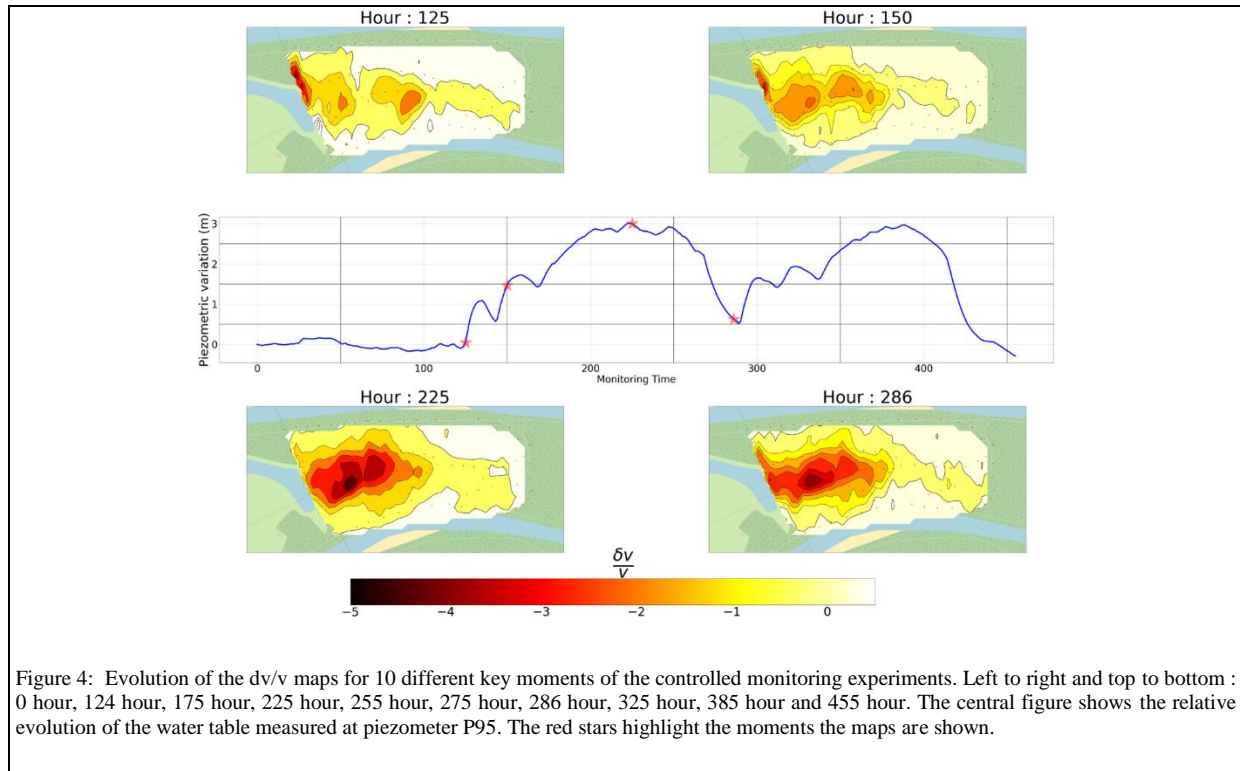 Hour : 125
Hour : 150
Piezometric variation (m)
3
2
1
0
0
100
200
300
400
Monitoring Time
Hour : 225
Hour : 286
δv
v
−5
−4
−3
−2
−1
0
Figure 4: Evolution of the dv/v maps for 10 different key moments of the controlled monitoring experiments. Left to right and top to bottom :
0 hour, 124 hour, 175 hour, 225 hour, 255 hour, 275 hour, 286 hour, 325 hour, 385 hour and 455 hour. The central figure shows the relative
evolution of the water table measured at piezometer P95. The red stars highlight the moments the maps are shown.